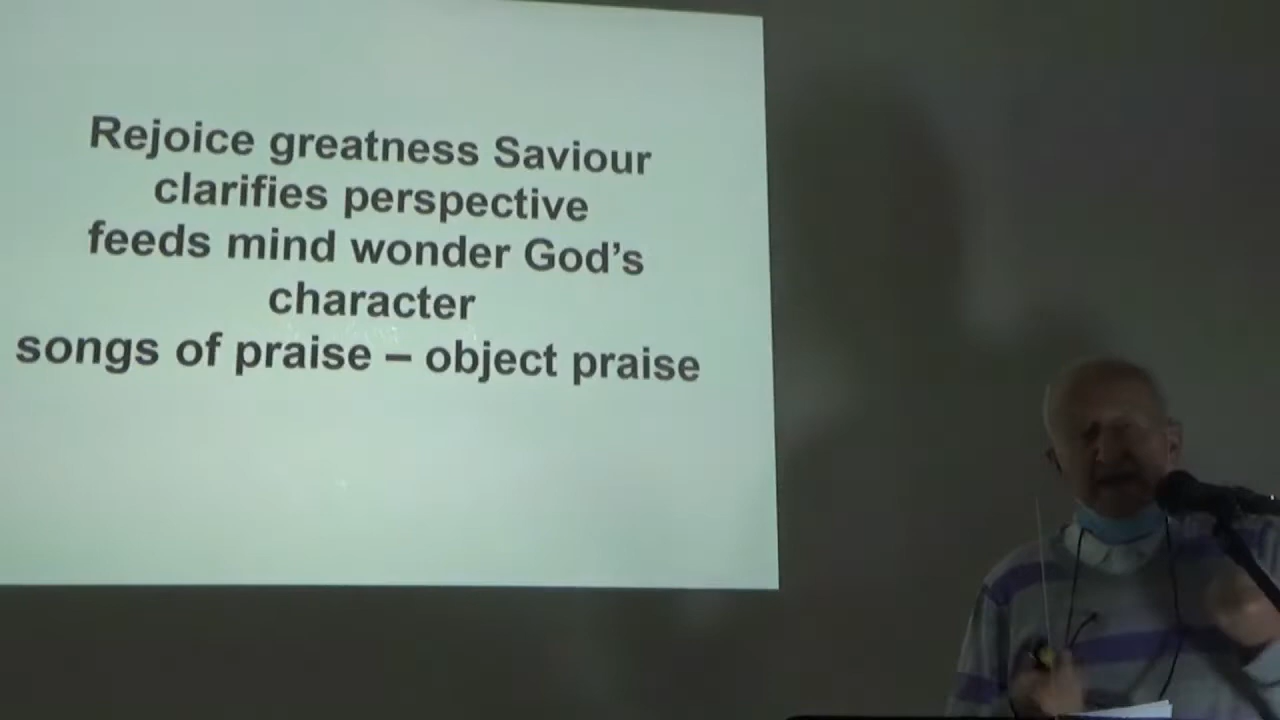 Rejoice greatness Saviour
clarifies perspective
feeds mind wonder God’s
character
songs of praise – object praise